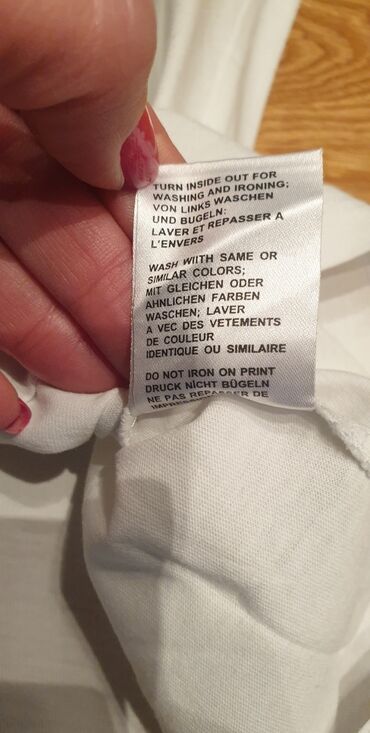 TURN INSIDE OUT FOR
WASHING AND IRONING;
VON LINKS WASCHEN
UND BUGELN;
LAVER ET REPASSER A
L'ENVERS
WASH WIITH SAME OR
SIMILAR COLORS;
MIT GLEICHEN ODER
AHNLICHEN FARBEN
WASCHEN; LAVER
A VEC DES VETEMENTS
DE COULEUR
IDENTIQUE OU SIMILAIRE
DO NOT IRON ON PRINT
DRUCK NICHT BÜGELN
NE PAS REPASSER DE